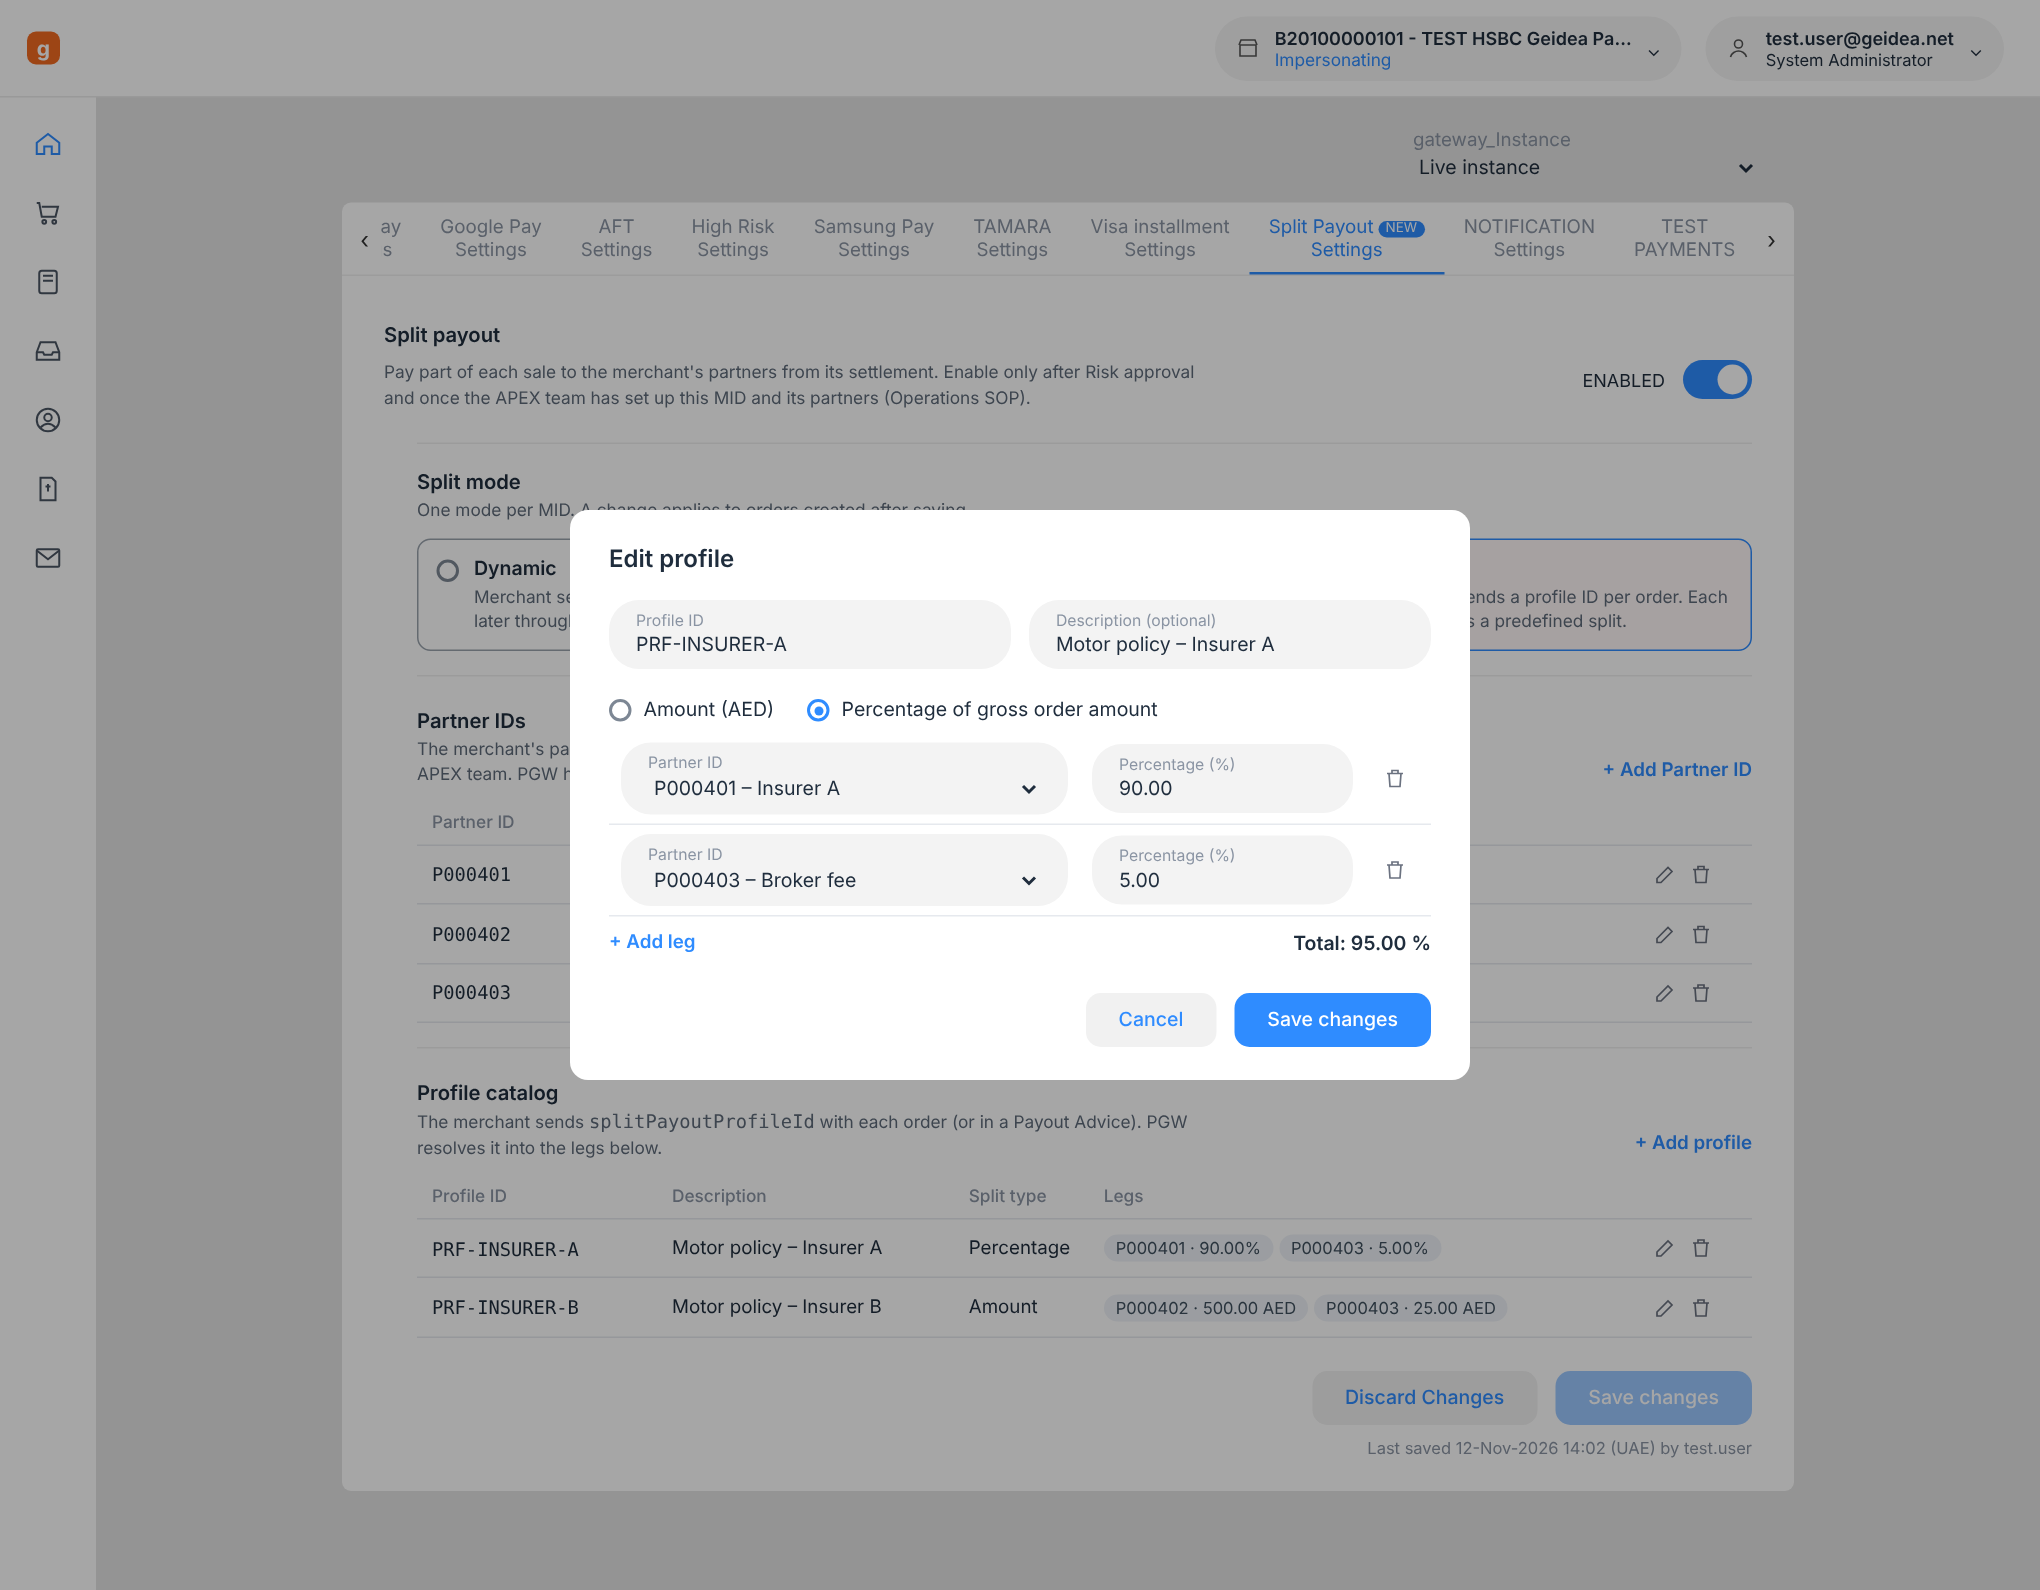 g
B20100000101 - TEST HSBC Geidea Pa...
Impersonating
test.user@geidea.net
System Administrator
gateway_Instance
Live instance
ay
s
Google Pay
Settings
AFT
Settings
High Risk
Settings
Samsung Pay
Settings
TAMARA
Settings
Visa installment
Settings
Split Payout NEW
Settings
NOTIFICATION
Settings
TEST
PAYMENTS
Split payout
Pay part of each sale to the merchant's partners from its settlement. Enable only after Risk approval
and once the APEX team has set up this MID and its partners (Operations SOP).
ENABLED
Split mode
One mode per MID. A change applies to orders created after saving.
Dynamic
Merchant se
later throug
ends a profile ID per order. Each
s a predefined split.
Partner IDs
The merchant's pa
APEX team. PGW h
+ Add Partner ID
Partner ID
P000401
P000402
P000403
Edit profile
Profile ID
PRF-INSURER-A
Description (optional)
Motor policy – Insurer A
Amount (AED)
Percentage of gross order amount
Partner ID
P000401 – Insurer A
Percentage (%)
90.00
Partner ID
P000403 – Broker fee
Percentage (%)
5.00
+ Add leg
Total: 95.00 %
Cancel
Save changes
Profile catalog
The merchant sends splitPayoutProfileId with each order (or in a Payout Advice). PGW
resolves it into the legs below.
+ Add profile
Profile ID Description Split type Legs
PRF-INSURER-A Motor policy – Insurer A Percentage P000401 · 90.00% P000403 · 5.00%
PRF-INSURER-B Motor policy – Insurer B Amount P000402 · 500.00 AED P000403 · 25.00 AED
Discard Changes
Save changes
Last saved 12-Nov-2026 14:02 (UAE) by test.user